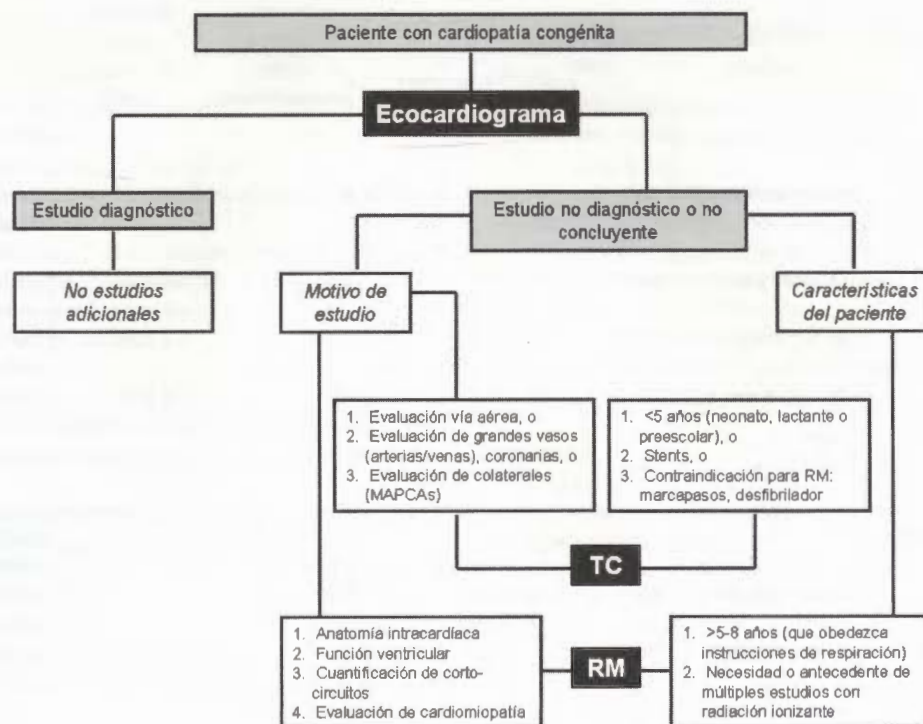 Paciente con cardiopatía congénita
Ecocardiograma
Estudio diagnóstico
Estudio no diagnóstico o no
concluyente
No estudios
adicionales
Motivo de
estudio
Características
del paciente
1. Evaluación vía aérea, o
2. Evaluación de grandes vasos
(arterias/venas), coronarias, o
3. Evaluación de colaterales
(MAPCAs)
1. <5 años (neonato, lactante o
preescolar), o
2. Stents, o
3. Contraindicación para RM:
marcapasos, desfibrilador
TC
1. Anatomía intracardíaca
2. Función ventricular
3. Cuantificación de corto-
circuitos
4. Evaluación de cardiomiopatía
RM
1. >5-8 años (que obedezca
instrucciones de respiración)
2. Necesidad o antecedente de
múltiples estudios con
radiación ionizante